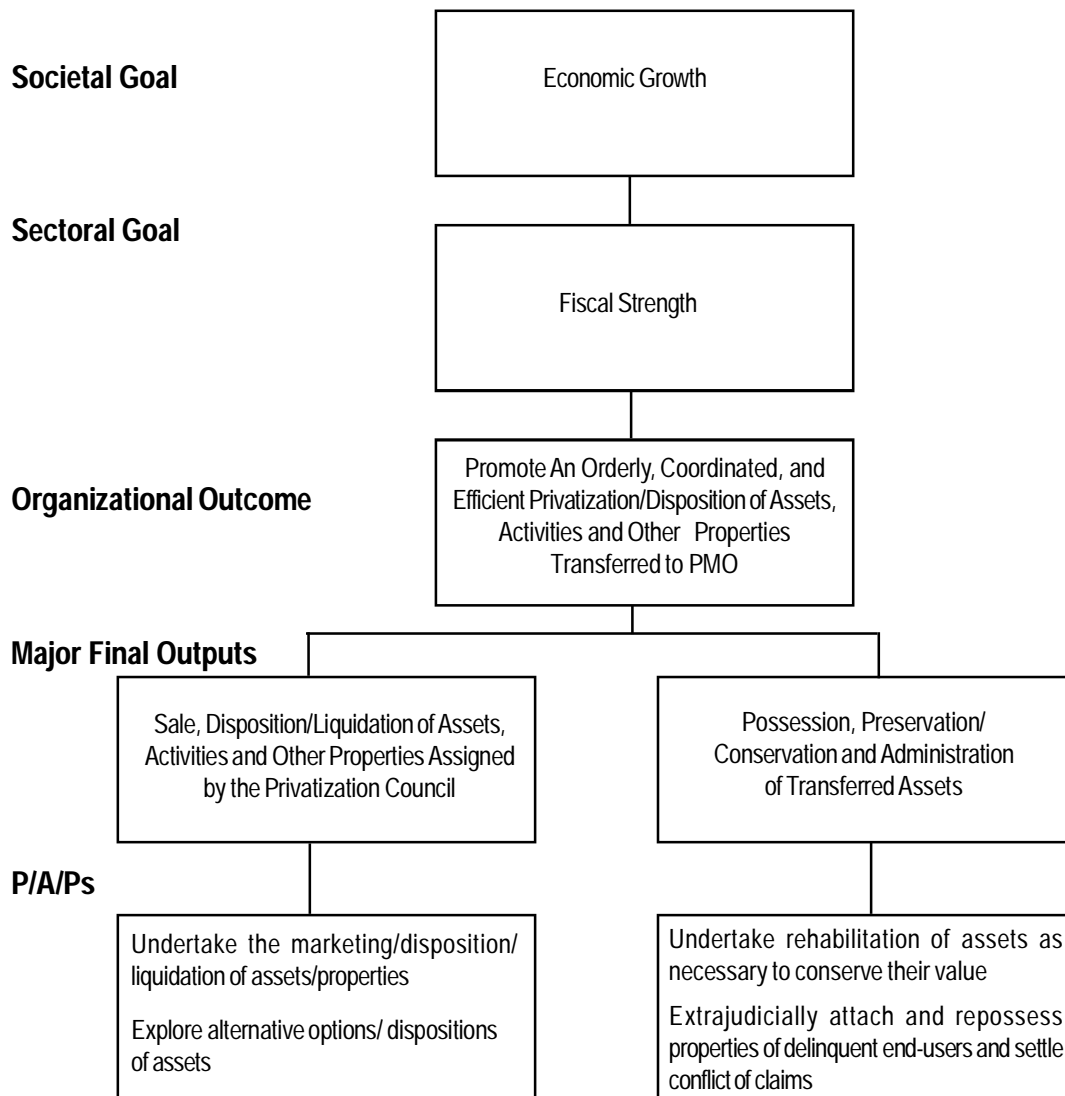 Societal Goal
Economic Growth
Sectoral Goal
Fiscal Strength
Organizational Outcome
Promote An Orderly, Coordinated, and
Efficient Privatization/Disposition of Assets,
Activities and Other Properties
Transferred to PMO
Major Final Outputs
Sale, Disposition/Liquidation of Assets,
Activities and Other Properties Assigned
by the Privatization Council
Possession, Preservation/
Conservation and Administration
of Transferred Assets
P/A/Ps
Undertake the marketing/disposition/
liquidation of assets/properties
Explore alternative options/ dispositions
of assets
Undertake rehabilitation of assets as
necessary to conserve their value
Extrajudicially attach and repossess
properties of delinquent end-users and settle
conflict of claims